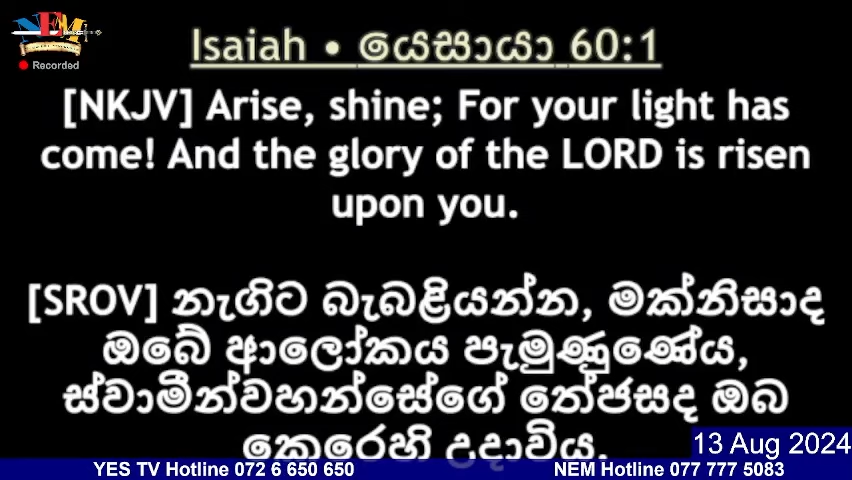 NEM
Recorded
Isaiah • යෙසායා 60:1
[NKJV] Arise, shine; For your light has
come! And the glory of the LORD is risen
upon you.
[SROV] නැගිට බැබළියන්න, මක්නිසාද
ඔබේ ආලෝකය පැමුණුණේය,
ස්වාමීන්වහන්සේගේ තේජසද ඔබ
කෙරෙහි උදාවිය.
13 Aug 2024
YES TV Hotline 072 6 650 650
NEM Hotline 077 777 5083